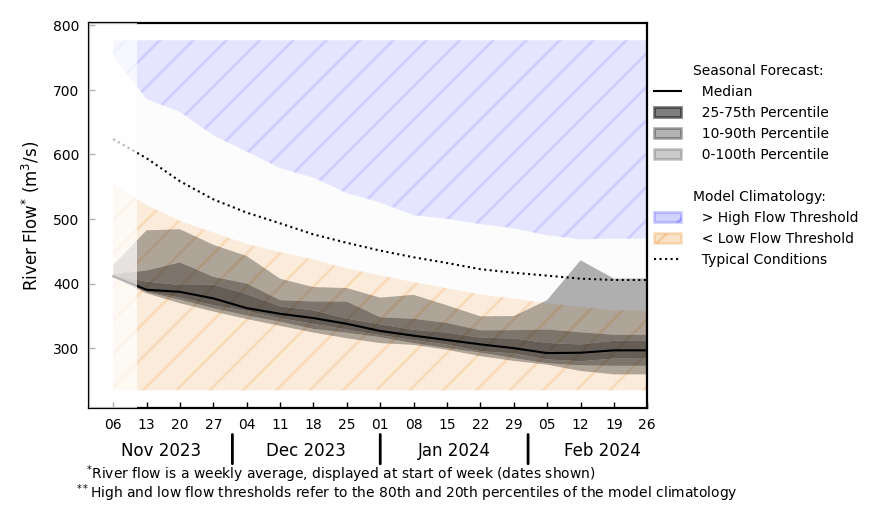 800
700
600
500
400
300
River Flow* (m³/s)
06 13 20 27 04 11 18 25 01 08 15 22 29 05 12 19 26
Nov 2023 Dec 2023 Jan 2024 Feb 2024
*River flow is a weekly average, displayed at start of week (dates shown)
**High and low flow thresholds refer to the 80th and 20th percentiles of the model climatology
Seasonal Forecast:
Median
25-75th Percentile
10-90th Percentile
0-100th Percentile
Model Climatology:
> High Flow Threshold
< Low Flow Threshold
Typical Conditions